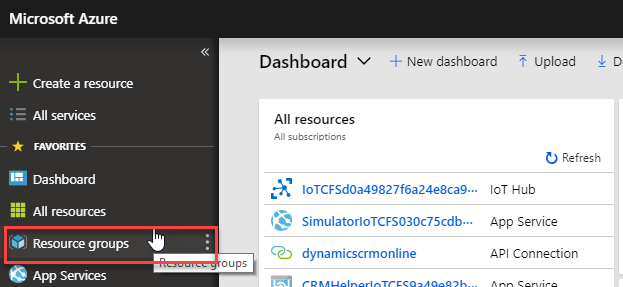 Microsoft Azure
«
Create a resource
All services
FAVORITES
Dashboard
All resources
Resource groups
Resource groups
App Services
Dashboard
New dashboard
Upload
All resources
All subscriptions
Refresh
IoTCFSd0a49827f6a24e8ca9... IoT Hub
SimulatorIoTCFS030c75cdb... App Service
dynamicscrmonline API Connection
CRMHelperIoTCFS9a49e82b... App Service